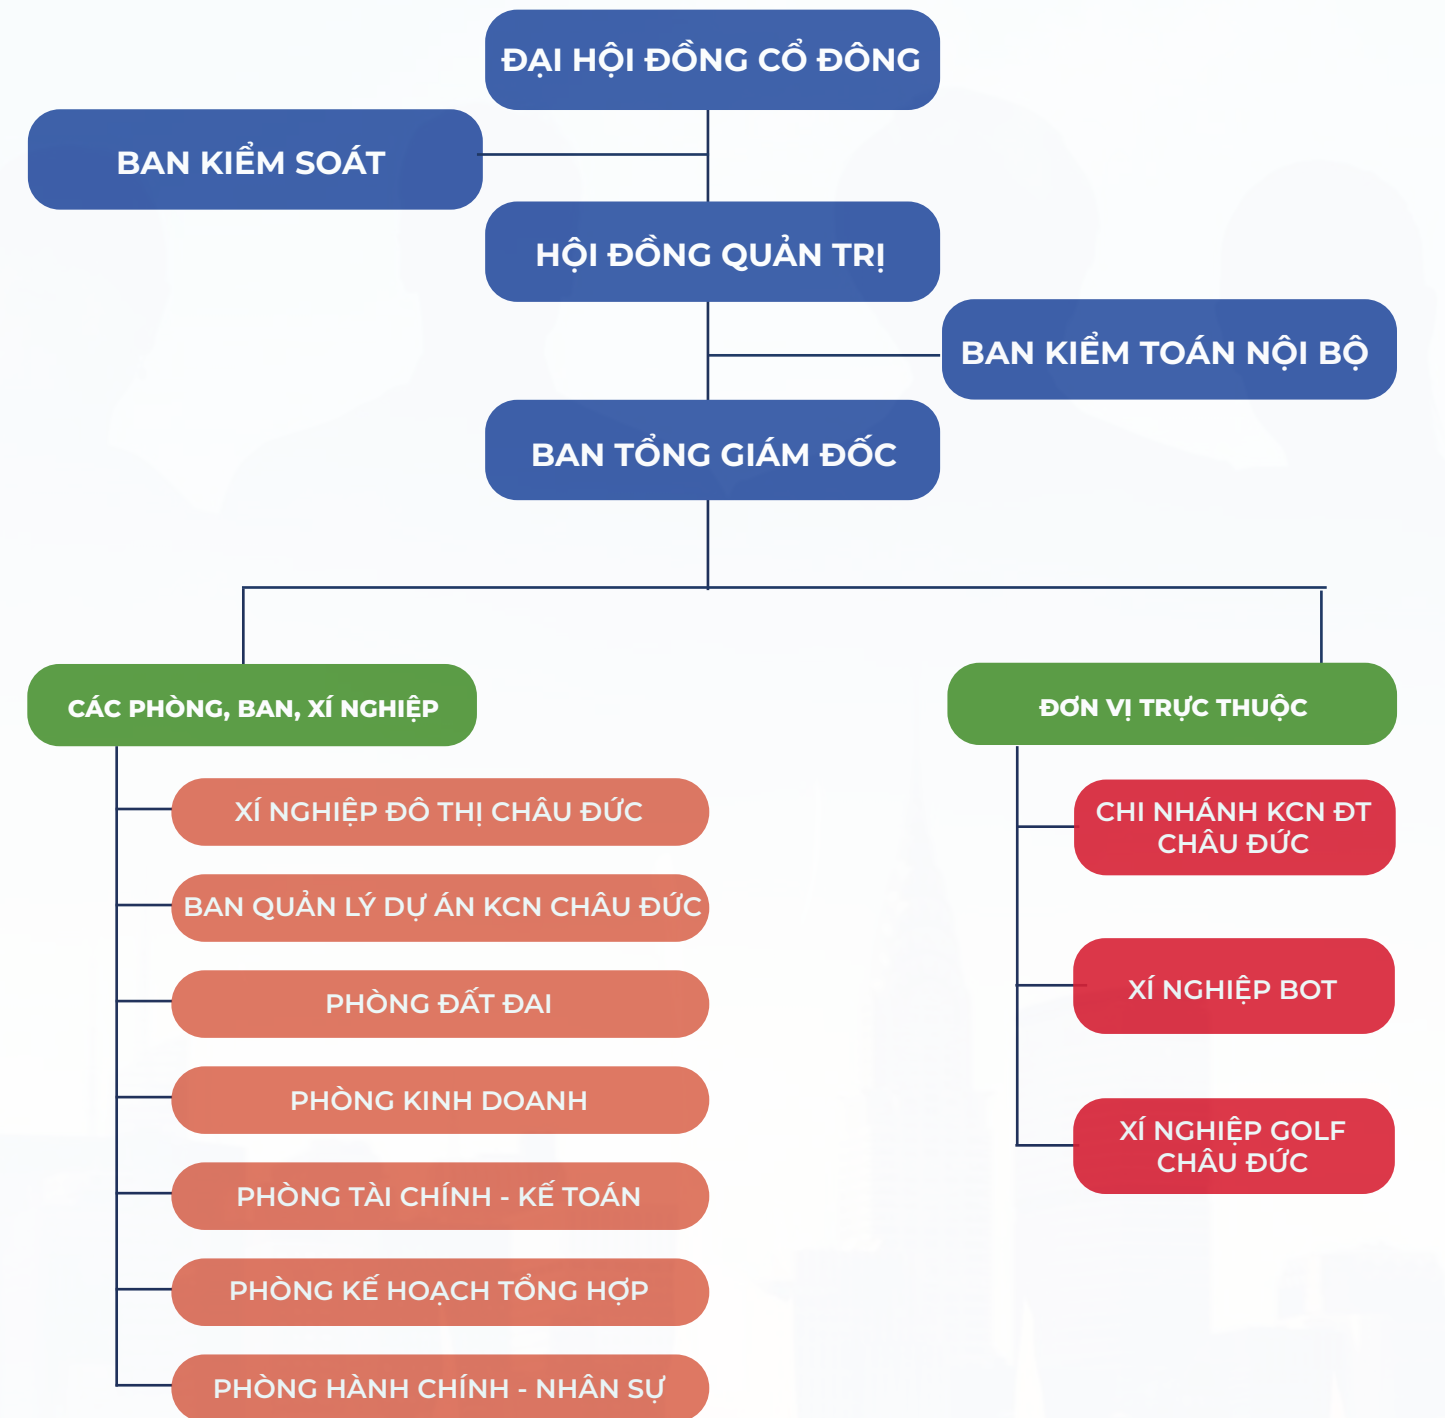 ĐẠI HỘI ĐỒNG CỔ ĐÔNG
BAN KIỂM SOÁT
HỘI ĐỒNG QUẢN TRỊ
BAN KIỂM TOÁN NỘI BỘ
BAN TỔNG GIÁM ĐỐC
CÁC PHÒNG, BAN, XÍ NGHIỆP
XÍ NGHIỆP ĐÔ THỊ CHÂU ĐỨC
BAN QUẢN LÝ DỰ ÁN KCN CHÂU ĐỨC
PHÒNG ĐẤT ĐAI
PHÒNG KINH DOANH
PHÒNG TÀI CHÍNH - KẾ TOÁN
PHÒNG KẾ HOẠCH TỔNG HỢP
PHÒNG HÀNH CHÍNH - NHÂN SỰ
ĐƠN VỊ TRỰC THUỘC
CHI NHÁNH KCN ĐT
CHÂU ĐỨC
XÍ NGHIỆP BOT
XÍ NGHIỆP GOLF
CHÂU ĐỨC